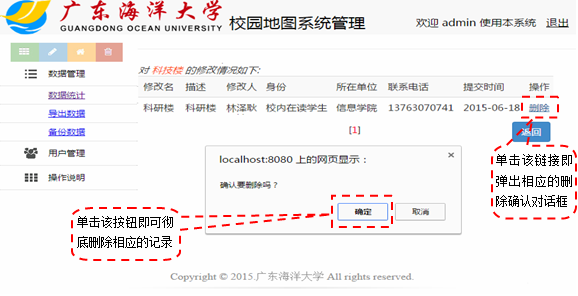 广东海洋大学
GUANGDONG OCEAN UNIVERSITY
校园地图系统管理
欢迎 admin 使用本系统 退出
数据管理
数据统计
导出数据
备份数据
用户管理
操作说明
对 科技楼 的修改情况如下:
修改名 描述 修改人 身份 所在单位 联系电话 提交时间 操作
科研楼 科研楼 林泽耿 校内在读学生 信息学院 13763070741 2015-06-18 删除
[1]
返回
localhost:8080 上的网页显示：
确认要删除吗？
确定 取消
单击该链接即
弹出相应的删
除确认对话框
单击该按钮即可彻
底删除相应的记录
Copyright © 2015.广东海洋大学 All rights reserved.